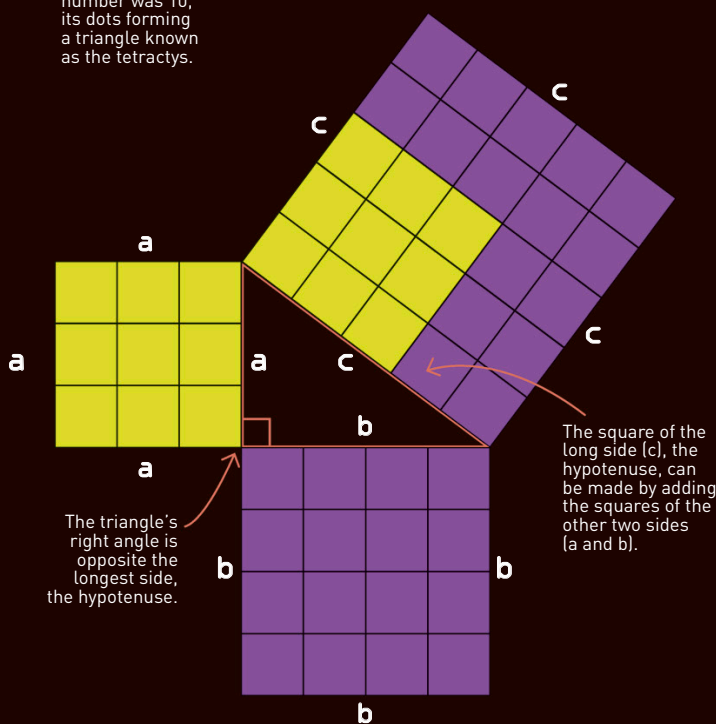 number was 10,
its dots forming
a triangle known
as the tetractys.
c
c
a
a
a
c
c
b
The square of the
long side (c), the
hypotenuse, can
be made by adding
the squares of the
other two sides
(a and b).
a
The triangle's
right angle is
opposite the
longest side,
the hypotenuse.
b
b
b